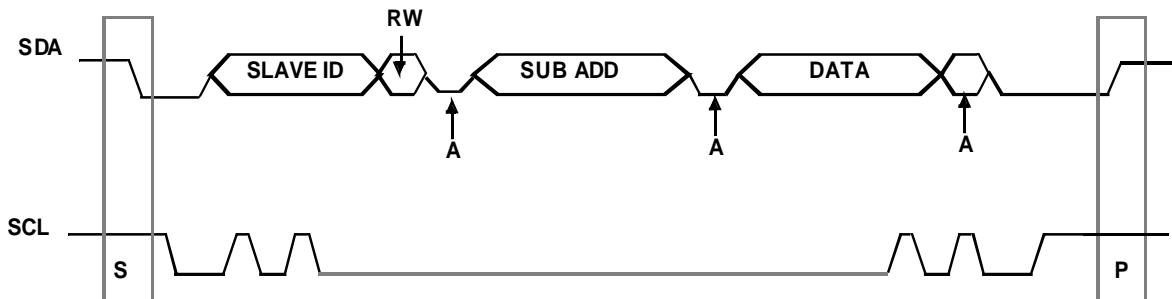 RW
SDA
SLAVE ID
SUB ADD
DATA
A
A
A
SCL
S
P